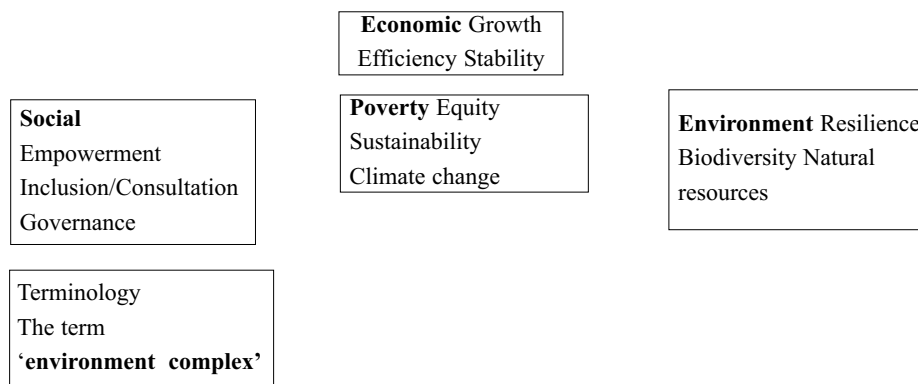 Economic Growth
Efficiency Stability
Social
Empowerment
Inclusion/Consultation
Governance
Poverty Equity
Sustainability
Climate change
Environment Resilience
Biodiversity Natural
resources
Terminology
The term
‘environment complex’